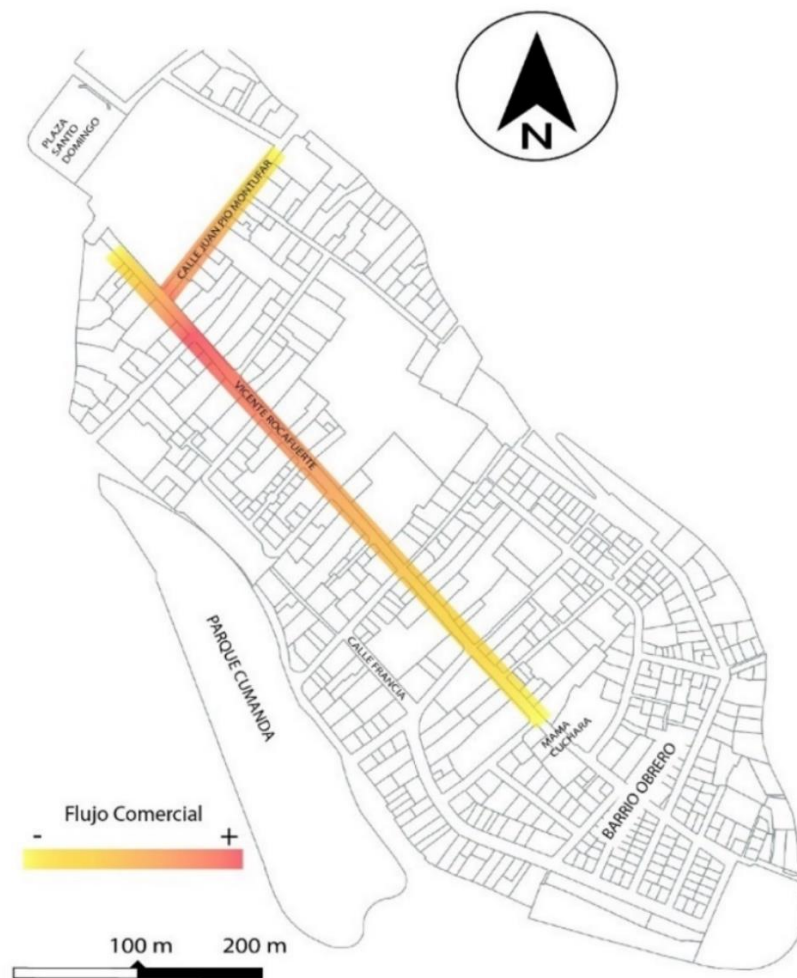 N
PLAZA
SANTO
DOMINGO
CALLE JUAN PIO MONTUFAR
VICENTE ROCAFUERTE
PARQUE CUMANDA
CALLE FRANCIA
MAMA
CUCHARA
BARRIO OBRERO
Flujo Comercial
- +
100 m 200 m